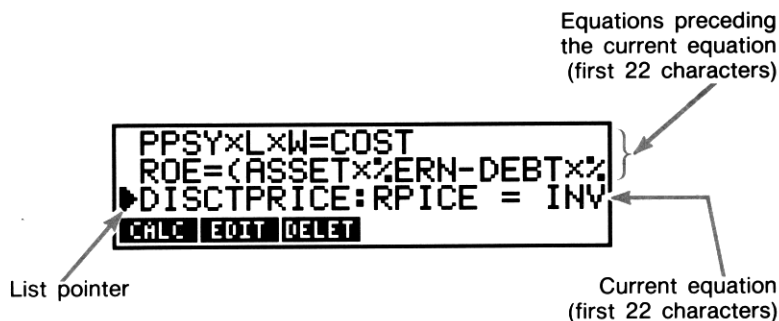 Equations preceding
the current equation
(first 22 characters)
PPSY×L×W=COST
ROE=(ASSET×%ERN-DEBT×%
DISCTPRICE:RPICE = INV
CALC EDIT DELET
List pointer
Current equation
(first 22 characters)